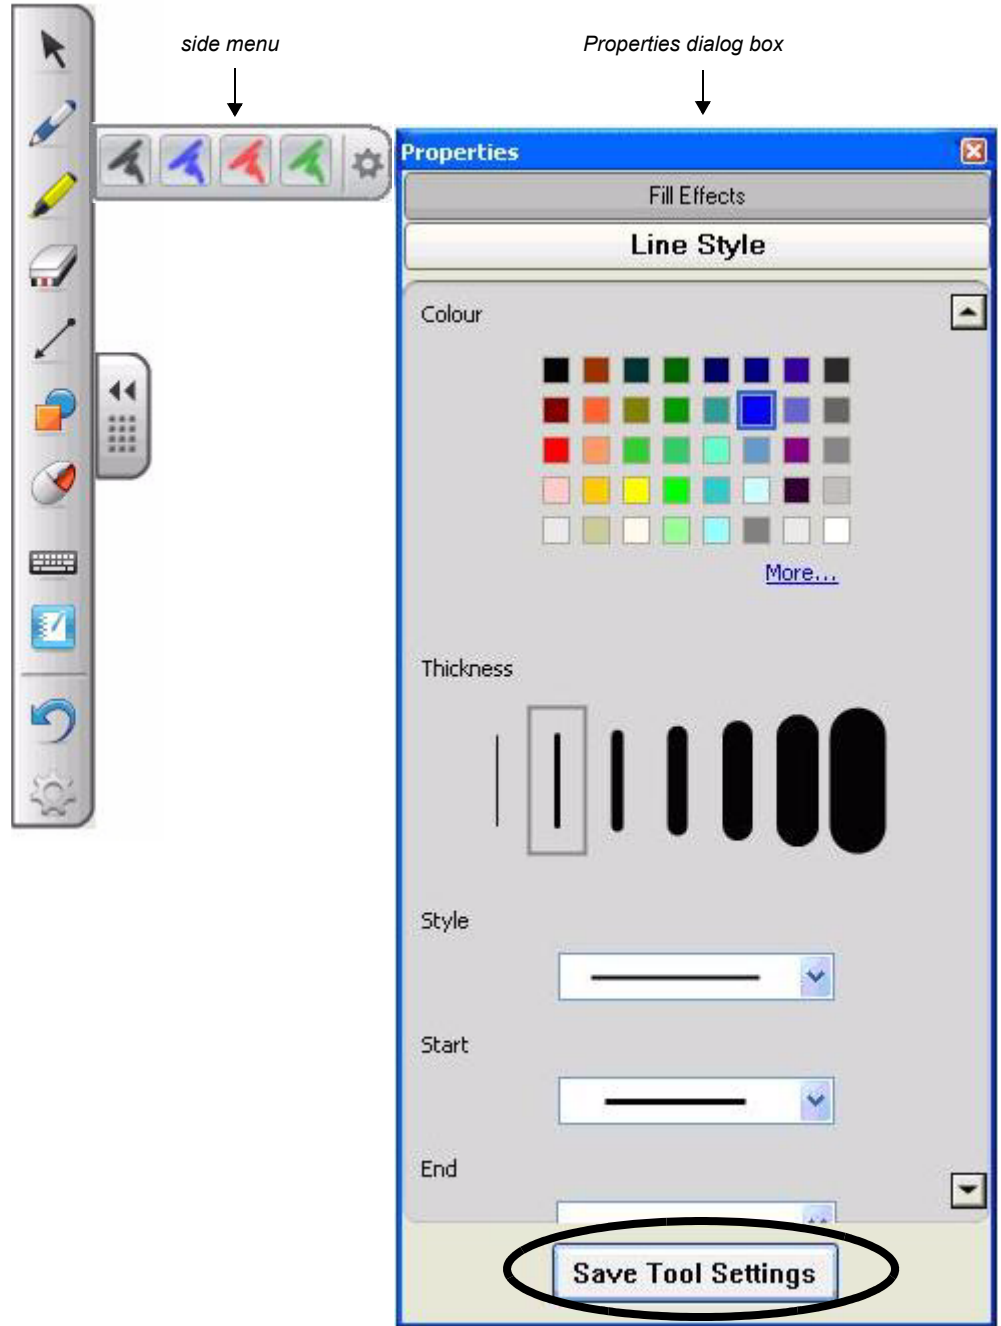 side menu
Properties dialog box
Properties
Fill Effects
Line Style
Colour
More...
Thickness
Style
Start
End
Save Tool Settings